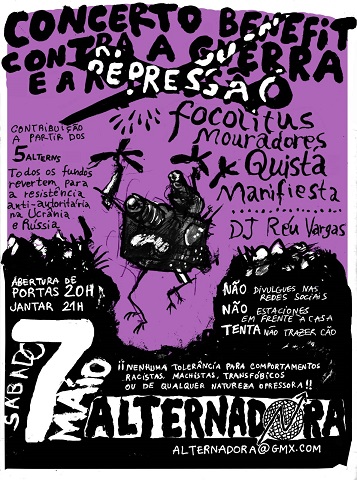 CONCERTO BENEFIT
CONTRA A GUERRA
E A REPRESSÃO
CONTRIBUIÇÃO
A PARTIR DOS
5 ALTERNS
TODOS OS FUNDOS
REVERTEM PARA
A RESISTÊNCIA
ANTI-AUTORITÁRIA
NA UCRÂNIA
E RÚSSIA
Focolitus
Mouradores
Quista
Manifiesta
DJ Réu Vargas
ABERTURA DE
PORTAS 20H
JANTAR 21H
NÃO DIVULGUES NAS
REDES SOCIAIS
NÃO ESTACIONES
EM FRENTE À CASA
TENTA NÃO TRAZER CÃO
SÁBADO
7
MAIO
¡¡NENHUMA TOLERÂNCIA PARA COMPORTAMENTOS
RACISTAS, MACHISTAS, TRANSFÓBICOS
OU DE QUALQUER NATUREZA OPRESSORA!!
ALTERNADORA
ALTERNADORA@GMX.COM